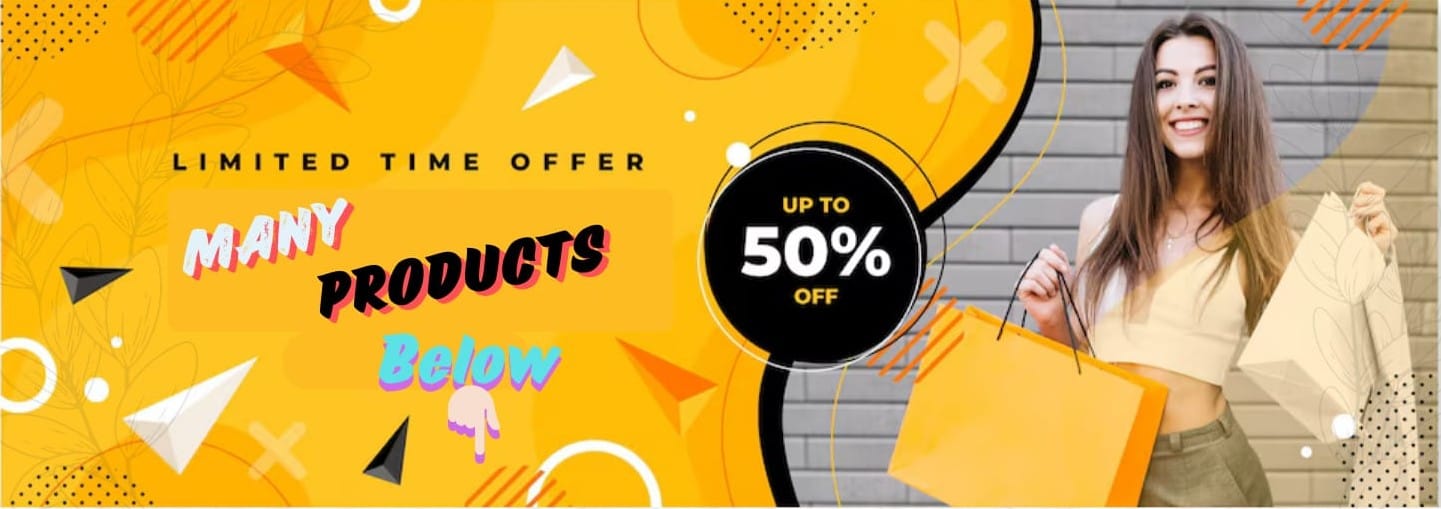 LIMITED TIME OFFER
MANY
PRODUCTS
Below
UP TO
50%
OFF